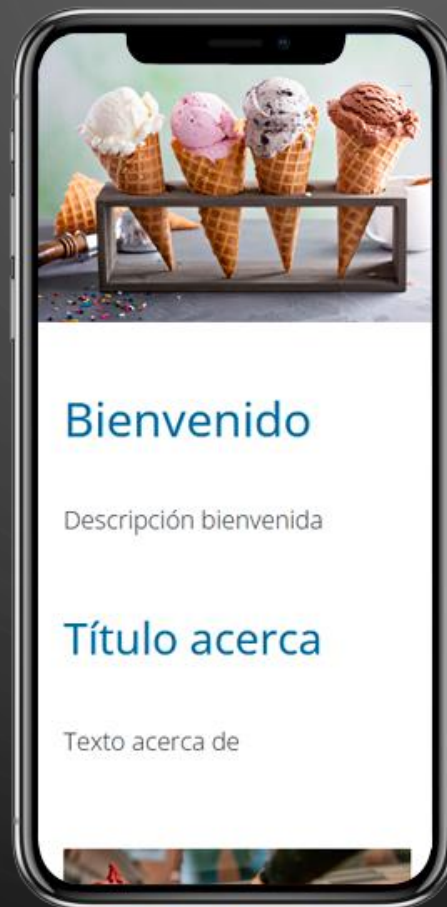 Bienvenido
Descripción bienvenida
Título acerca
Texto acerca de